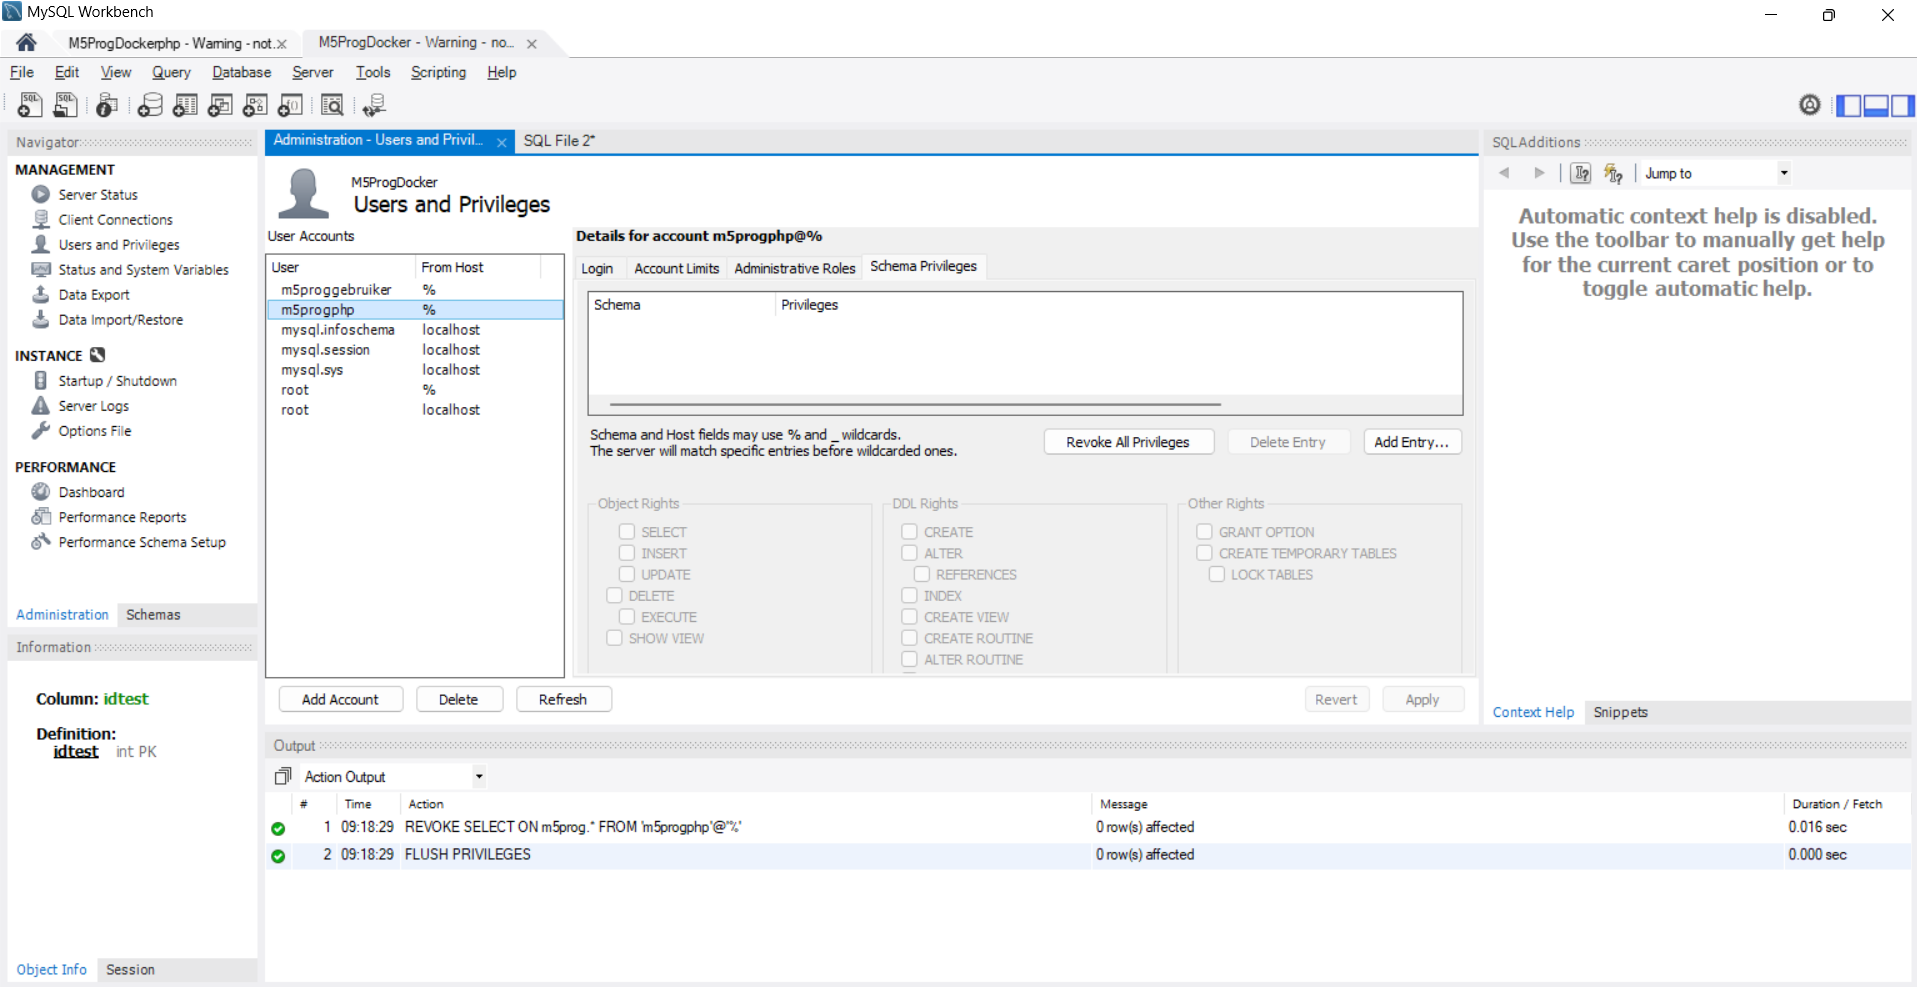 MySQL Workbench
M5ProgDockerphp - Warning - not.
M5ProgDocker - Warning - no...
File Edit View Query Database Server Tools Scripting Help
Navigator
MANAGEMENT
Server Status
Client Connections
Users and Privileges
Status and System Variables
Data Export
Data Import/Restore
INSTANCE
Startup / Shutdown
Server Logs
Options File
PERFORMANCE
Dashboard
Performance Reports
Performance Schema Setup
Administration Schemas
Information
Column: idtest
Definition:
idtest int PK
Object Info Session
Administration - Users and Privil...
SQL File 2*
M5ProgDocker
Users and Privileges
User Accounts
User From Host
m5proggebruiker %
m5progphp %
mysql.infoschema localhost
mysql.session localhost
mysql.sys localhost
root %
root localhost
Add Account Delete Refresh
Details for account m5progphp@%
Login Account Limits Administrative Roles Schema Privileges
Schema Privileges
Schema and Host fields may use % and _ wildcards.
The server will match specific entries before wildcarded ones.
Revoke All Privileges Delete Entry Add Entry...
Object Rights
SELECT
INSERT
UPDATE
DELETE
EXECUTE
SHOW VIEW
DDL Rights
CREATE
ALTER
REFERENCES
INDEX
CREATE VIEW
CREATE ROUTINE
ALTER ROUTINE
Other Rights
GRANT OPTION
CREATE TEMPORARY TABLES
LOCK TABLES
Revert Apply
SQLAdditions
Jump to
Automatic context help is disabled.
Use the toolbar to manually get help
for the current caret position or to
toggle automatic help.
Context Help Snippets
Output
Action Output
# Time Action Message Duration / Fetch
1 09:18:29 REVOKE SELECT ON m5prog.* FROM 'm5progphp'@'%' 0 row(s) affected 0.016 sec
2 09:18:29 FLUSH PRIVILEGES 0 row(s) affected 0.000 sec